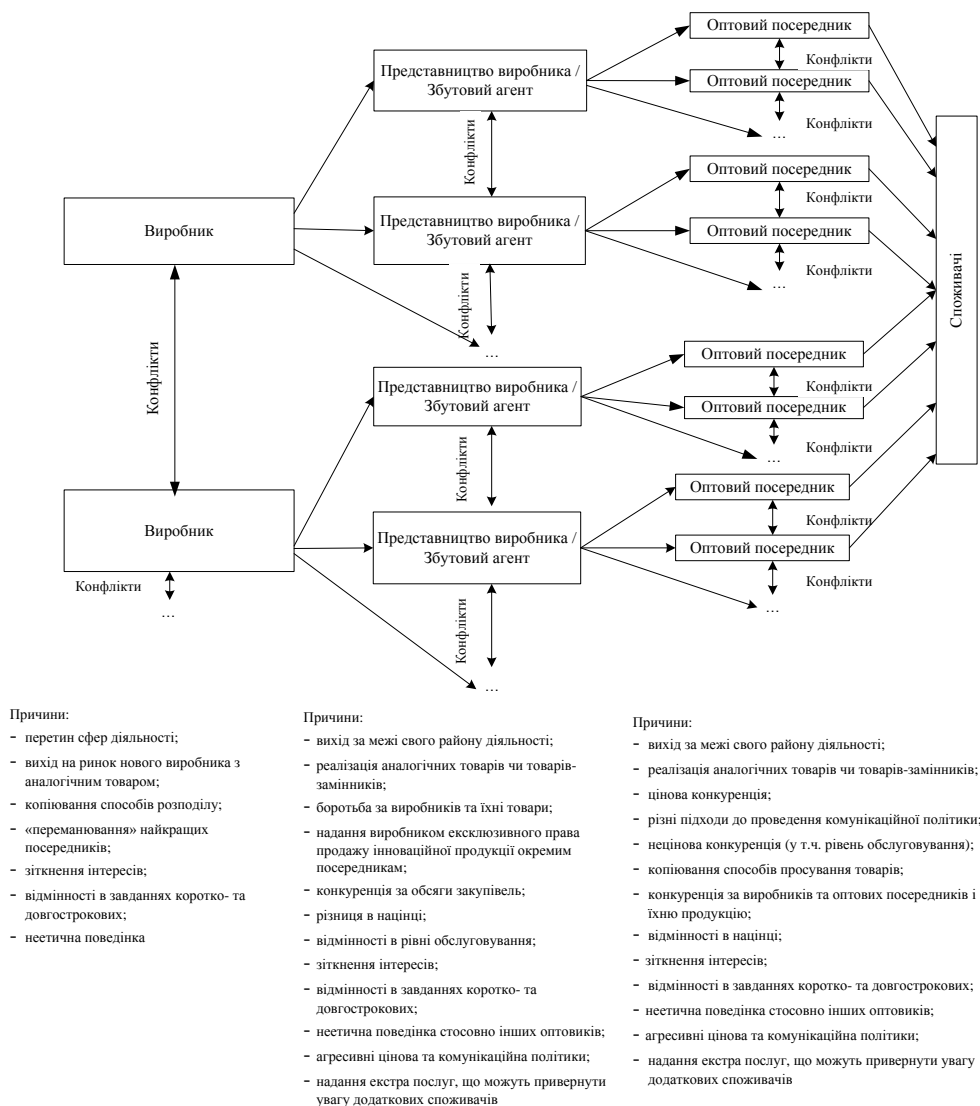 Оптовий посередник
Конфлікти
Представництво виробника /
Збутовий агент
Оптовий посередник
Конфлікти
...
Конфлікти
Оптовий посередник
Конфлікти
Виробник
Представництво виробника /
Збутовий агент
Оптовий посередник
Конфлікти
...
Конфлікти
...
Споживачі
Конфлікти
Оптовий посередник
Конфлікти
Представництво виробника /
Збутовий агент
Оптовий посередник
Конфлікти
...
Конфлікти
Оптовий посередник
Конфлікти
Виробник
Представництво виробника /
Збутовий агент
Оптовий посередник
Конфлікти
...
Конфлікти
...
Конфлікти
...
Причини:
- перетин сфер діяльності;
- вихід на ринок нового виробника з
аналогічним товаром;
- копіювання способів розподілу;
- «переманювання» найкращих
посередників;
- зіткнення інтересів;
- відмінності в завданнях коротко- та
довгострокових;
- неетична поведінка
Причини:
- вихід за межі свого району діяльності;
- реалізація аналогічних товарів чи товарів-
замінників;
- боротьба за виробників та їхні товари;
- надання виробником ексклюзивного права
продажу інноваційної продукції окремим
посередникам;
- конкуренція за обсяги закупівель;
- різниця в націнці;
- відмінності в рівні обслуговування;
- зіткнення інтересів;
- відмінності в завданнях коротко- та
довгострокових;
- неетична поведінка стосовно інших оптовиків;
- агресивні цінова та комунікаційна політики;
- надання екстра послуг, що можуть привернути
увагу додаткових споживачів
Причини:
- вихід за межі свого району діяльності;
- реалізація аналогічних товарів чи товарів-замінників;
- цінова конкуренція;
- різні підходи до проведення комунікаційної політики;
- нецінова конкуренція (у т.ч. рівень обслуговування);
- копіювання способів просування товарів;
- конкуренція за виробників та оптових посередників і
їхню продукцію;
- відмінності в націнці;
- зіткнення інтересів;
- відмінності в завданнях коротко- та довгострокових;
- неетична поведінка стосовно інших оптовиків;
- агресивні цінова та комунікаційна політики;
- надання екстра послуг, що можуть привернути увагу
додаткових споживачів